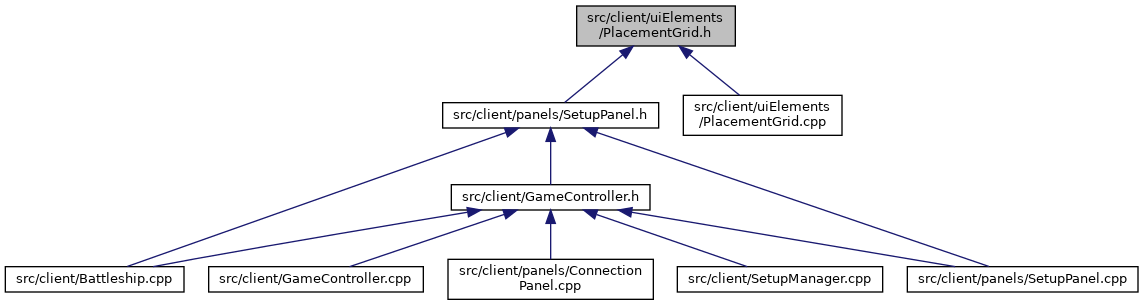 src/client/uiElements
/PlacementGrid.h
src/client/panels/SetupPanel.h
src/client/uiElements
/PlacementGrid.cpp
src/client/GameController.h
src/client/Battleship.cpp
src/client/GameController.cpp
src/client/panels/Connection
Panel.cpp
src/client/SetupManager.cpp
src/client/panels/SetupPanel.cpp